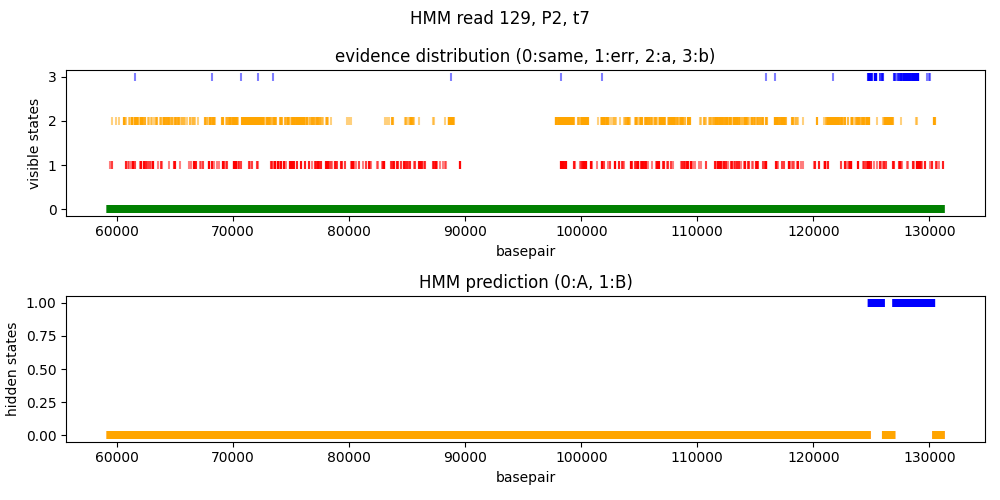 HMM read 129, P2, t7
evidence distribution (0:same, 1:err, 2:a, 3:b)
visible states
3
2
1
0
60000 70000 80000 90000 100000 110000 120000 130000
basepair
HMM prediction (0:A, 1:B)
hidden states
1.00
0.75
0.50
0.25
0.00
60000 70000 80000 90000 100000 110000 120000 130000
basepair